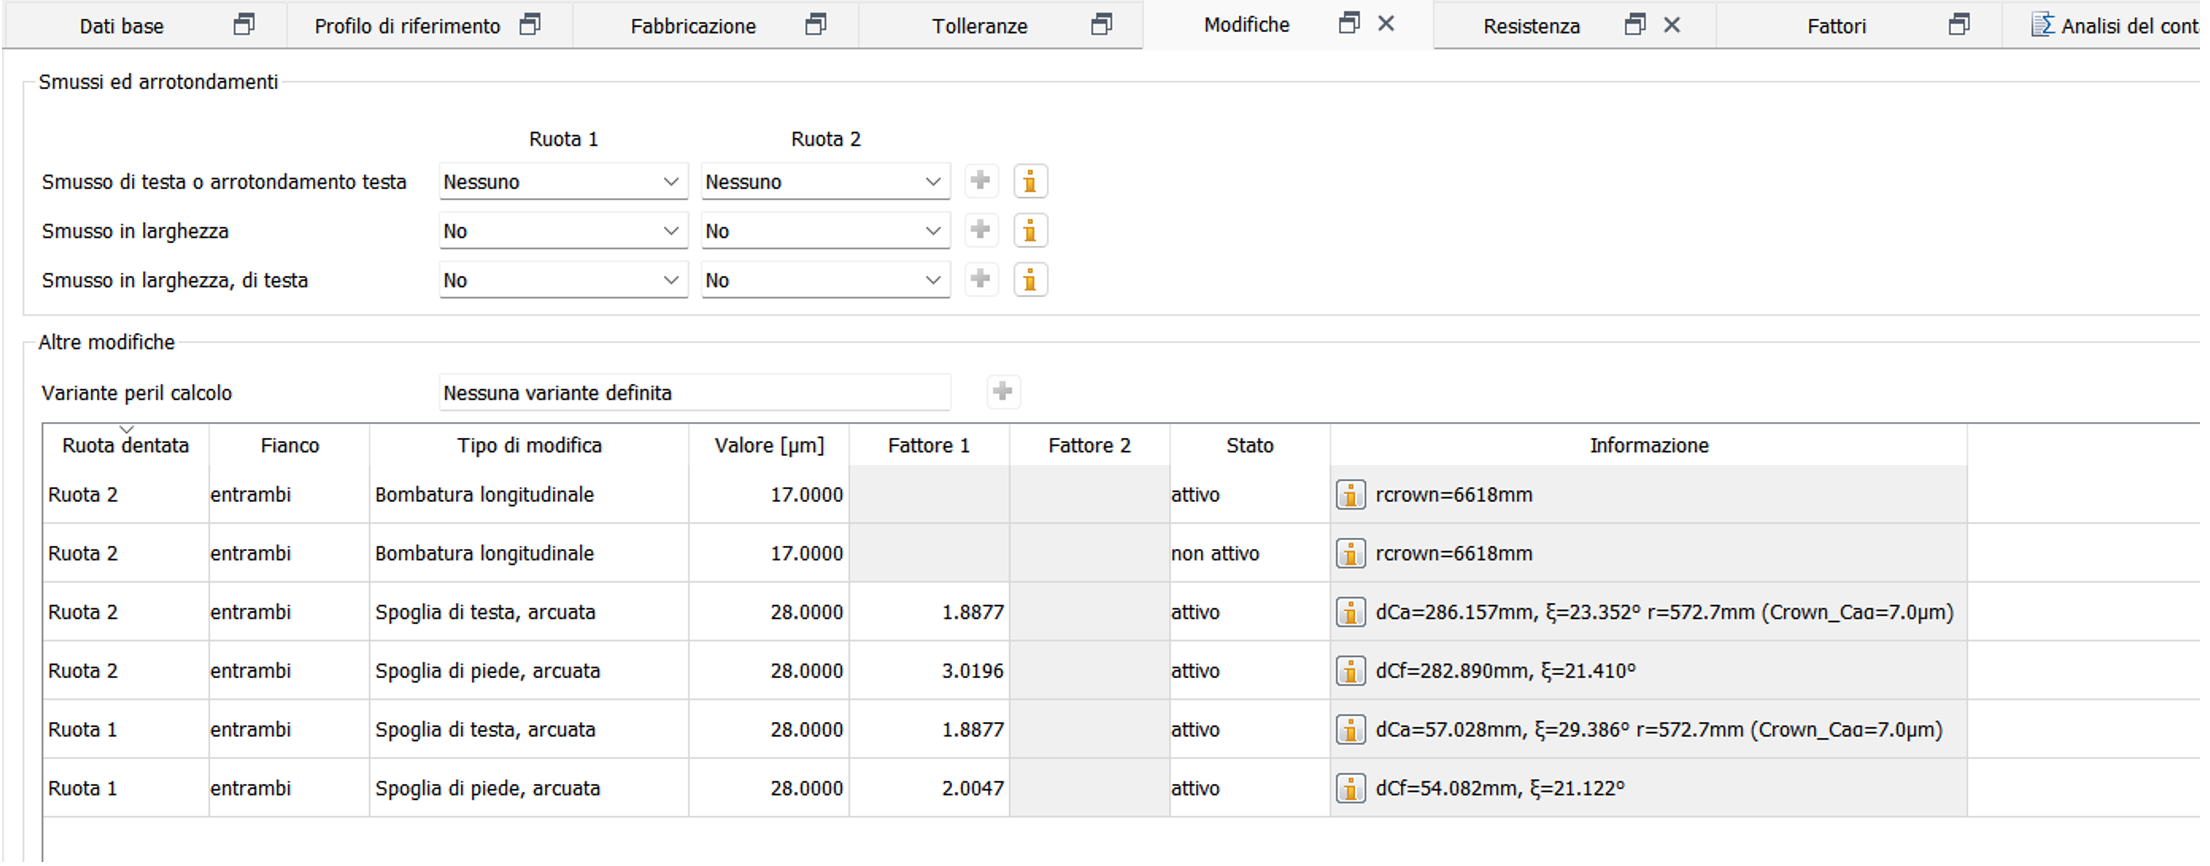 Dati base Profilo di riferimento Fabbricazione Tolleranze Modifiche Resistenza Fattori Analisi del cont
Smussi ed arrotondamenti
Ruota 1 Ruota 2
Smusso di testa o arrotondamento testa Nessuno Nessuno
Smusso in larghezza No No
Smusso in larghezza, di testa No No
Altre modifiche
Variante peril calcolo Nessuna variante definita
Ruota dentata Fianco Tipo di modifica Valore [µm] Fattore 1 Fattore 2 Stato Informazione
Ruota 2 entrambi Bombatura longitudinale 17.0000 attivo rcrown=6618mm
Ruota 2 entrambi Bombatura longitudinale 17.0000 non attivo rcrown=6618mm
Ruota 2 entrambi Spoglia di testa, arcuata 28.0000 1.8877 attivo dCa=286.157mm, ξ=23.352° r=572.7mm (Crown_Caα=7.0µm)
Ruota 2 entrambi Spoglia di piede, arcuata 28.0000 3.0196 attivo dCf=282.890mm, ξ=21.410°
Ruota 1 entrambi Spoglia di testa, arcuata 28.0000 1.8877 attivo dCa=57.028mm, ξ=29.386° r=572.7mm (Crown_Caα=7.0µm)
Ruota 1 entrambi Spoglia di piede, arcuata 28.0000 2.0047 attivo dCf=54.082mm, ξ=21.122°